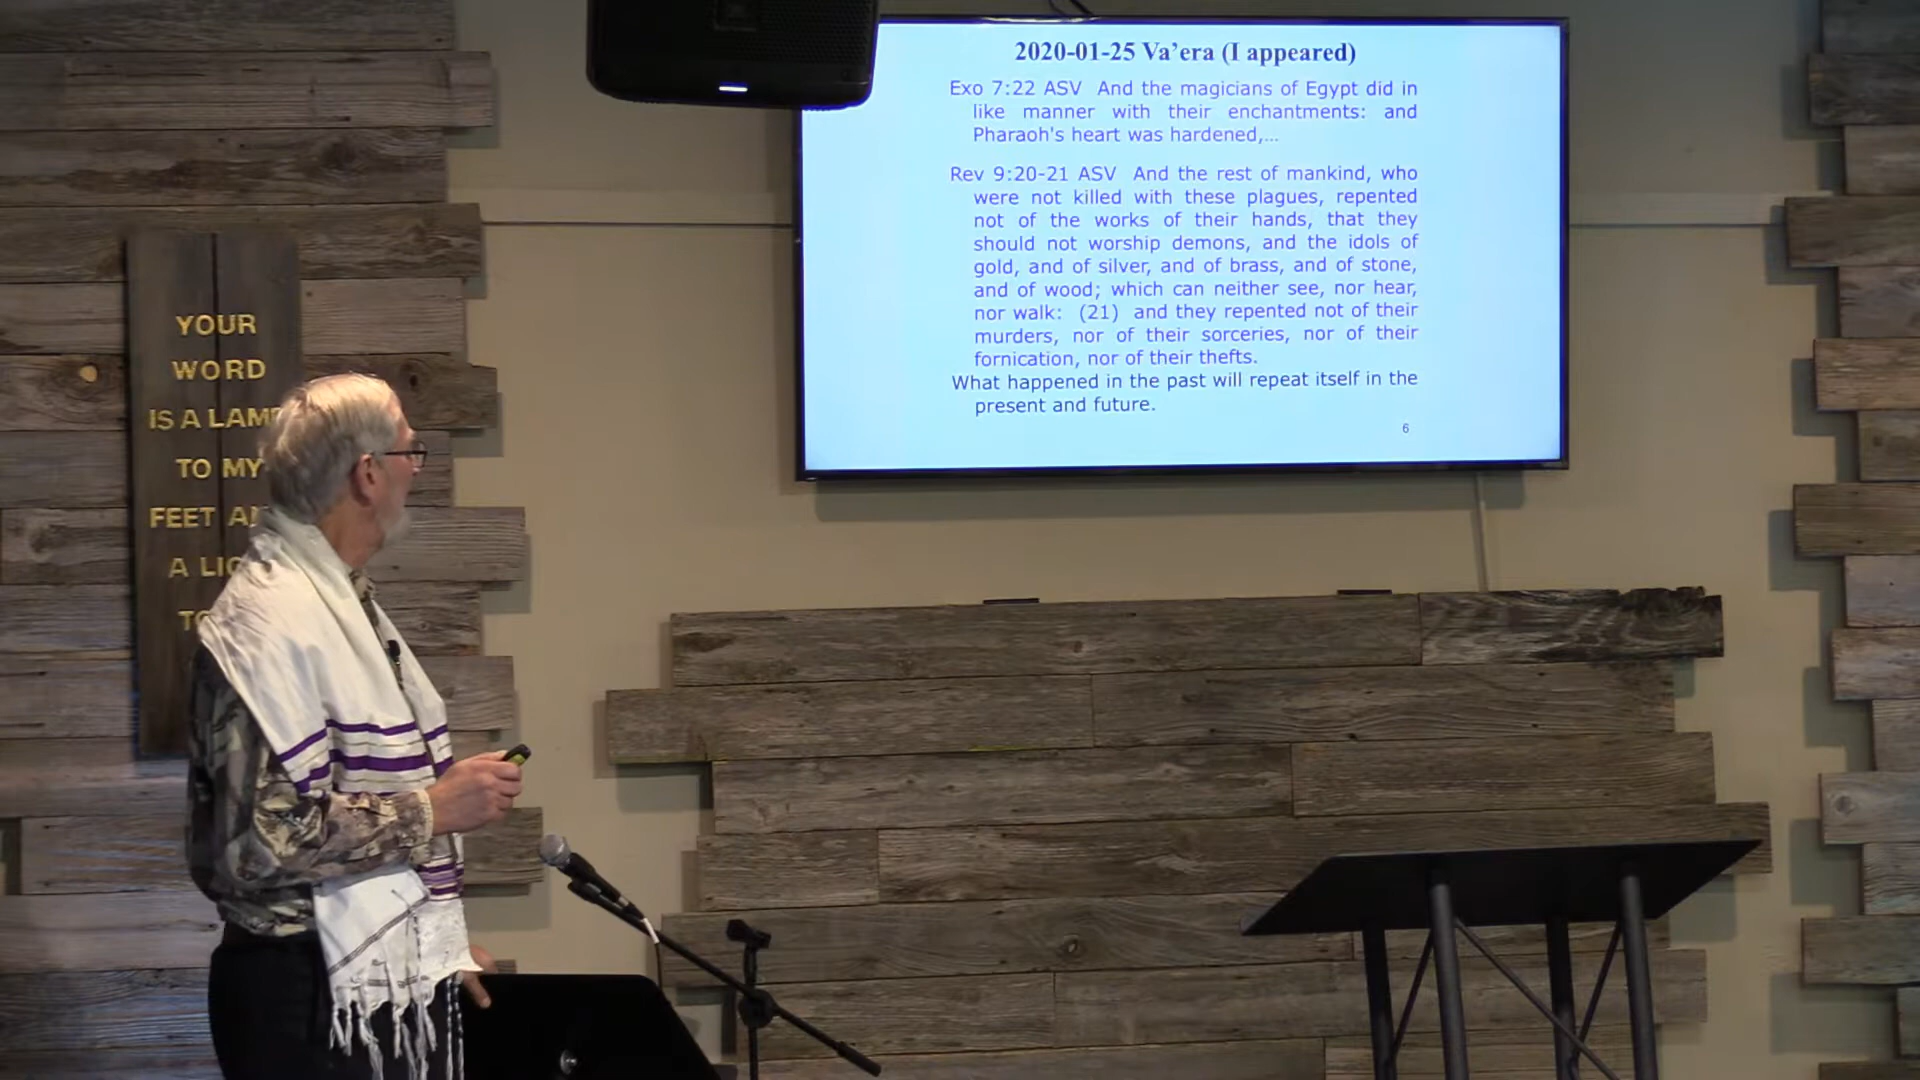 2020-01-25 Va'era (I appeared)
Exo 7:22 ASV And the magicians of Egypt did in
like manner with their enchantments: and
Pharaoh's heart was hardened,...
Rev 9:20-21 ASV And the rest of mankind, who
were not killed with these plagues, repented
not of the works of their hands, that they
should not worship demons, and the idols of
gold, and of silver, and of brass, and of stone,
and of wood; which can neither see, nor hear,
nor walk: (21) and they repented not of their
murders, nor of their sorceries, nor of their
fornication, nor of their thefts.
What happened in the past will repeat itself in the
present and future.
6
YOUR
WORD
IS A LAM
TO MY
FEET A
A LI
TO